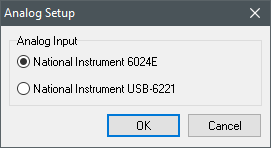 Analog Setup
Analog Input
National Instrument 6024E
National Instrument USB-6221
OK
Cancel